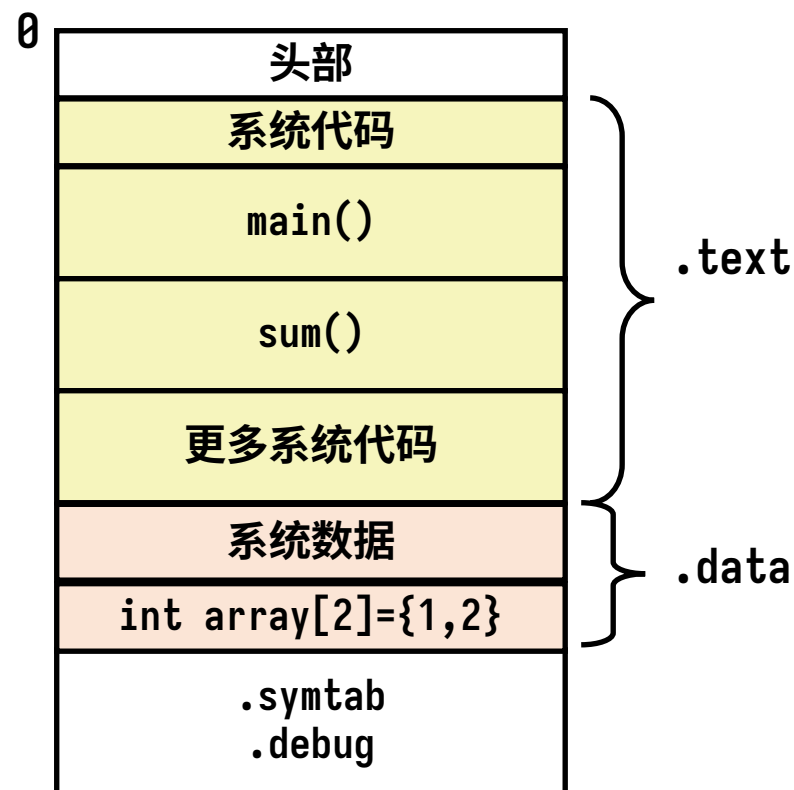 0
头部
系统代码
main()
.text
sum()
更多系统代码
系统数据
.data
int array[2]={1,2}
.symtab
.debug